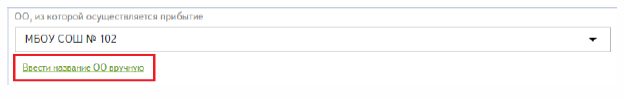 ОО, из которой осуществляется прибытие
МБОУ СОШ № 102
Ввести название ОО вручную